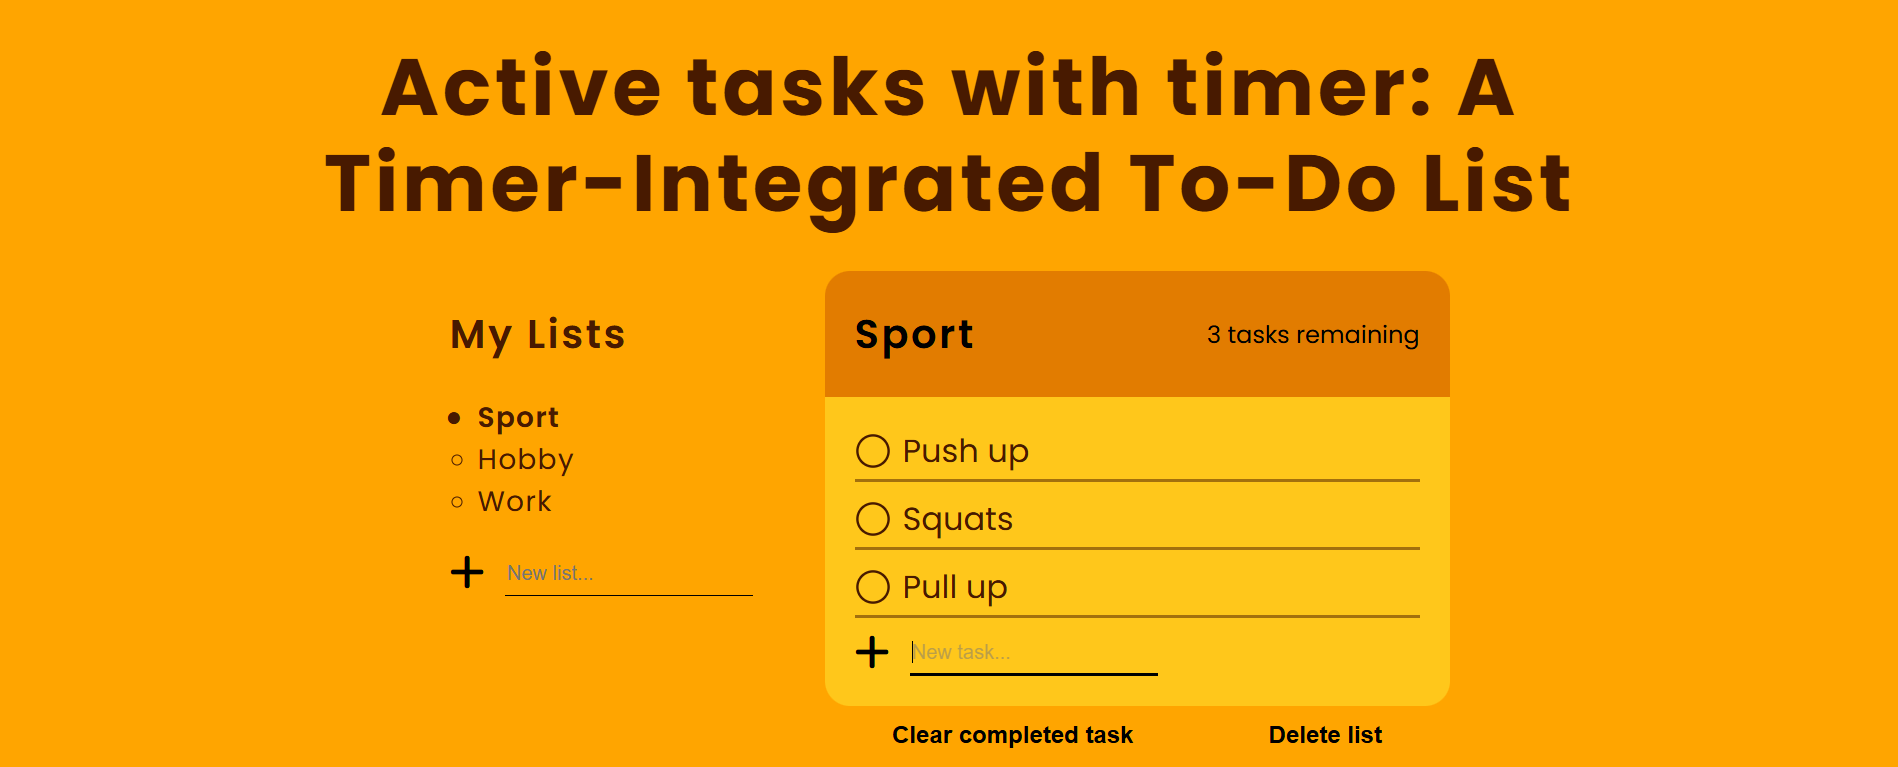 Active tasks with timer: A
Timer-Integrated To-Do List
My Lists
Sport
Hobby
Work
New list...
Sport
3 tasks remaining
Push up
Squats
Pull up
New task...
Clear completed task
Delete list